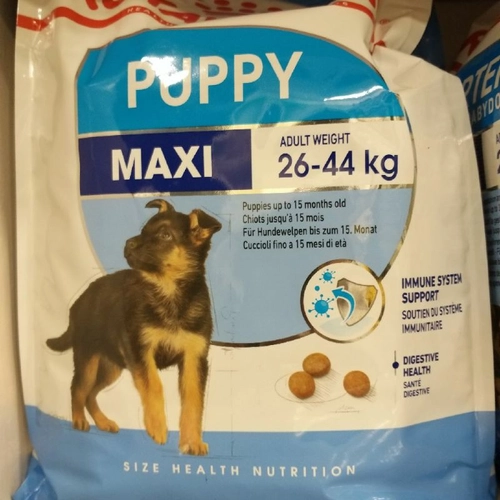 PUPPY
MAXI
ADULT WEIGHT
26-44 kg
Puppies up to 15 months old
Chiots jusqu'à 15 mois
Für Hundewelpen bis zum 15. Monat
Cuccioli fino a 15 mesi di età
IMMUNE SYSTEM
SUPPORT
SOUTIEN DU SYSTÈME
IMMUNITAIRE
DIGESTIVE
HEALTH
SANTÉ
DIGESTIVE
SIZE HEALTH NUTRITION